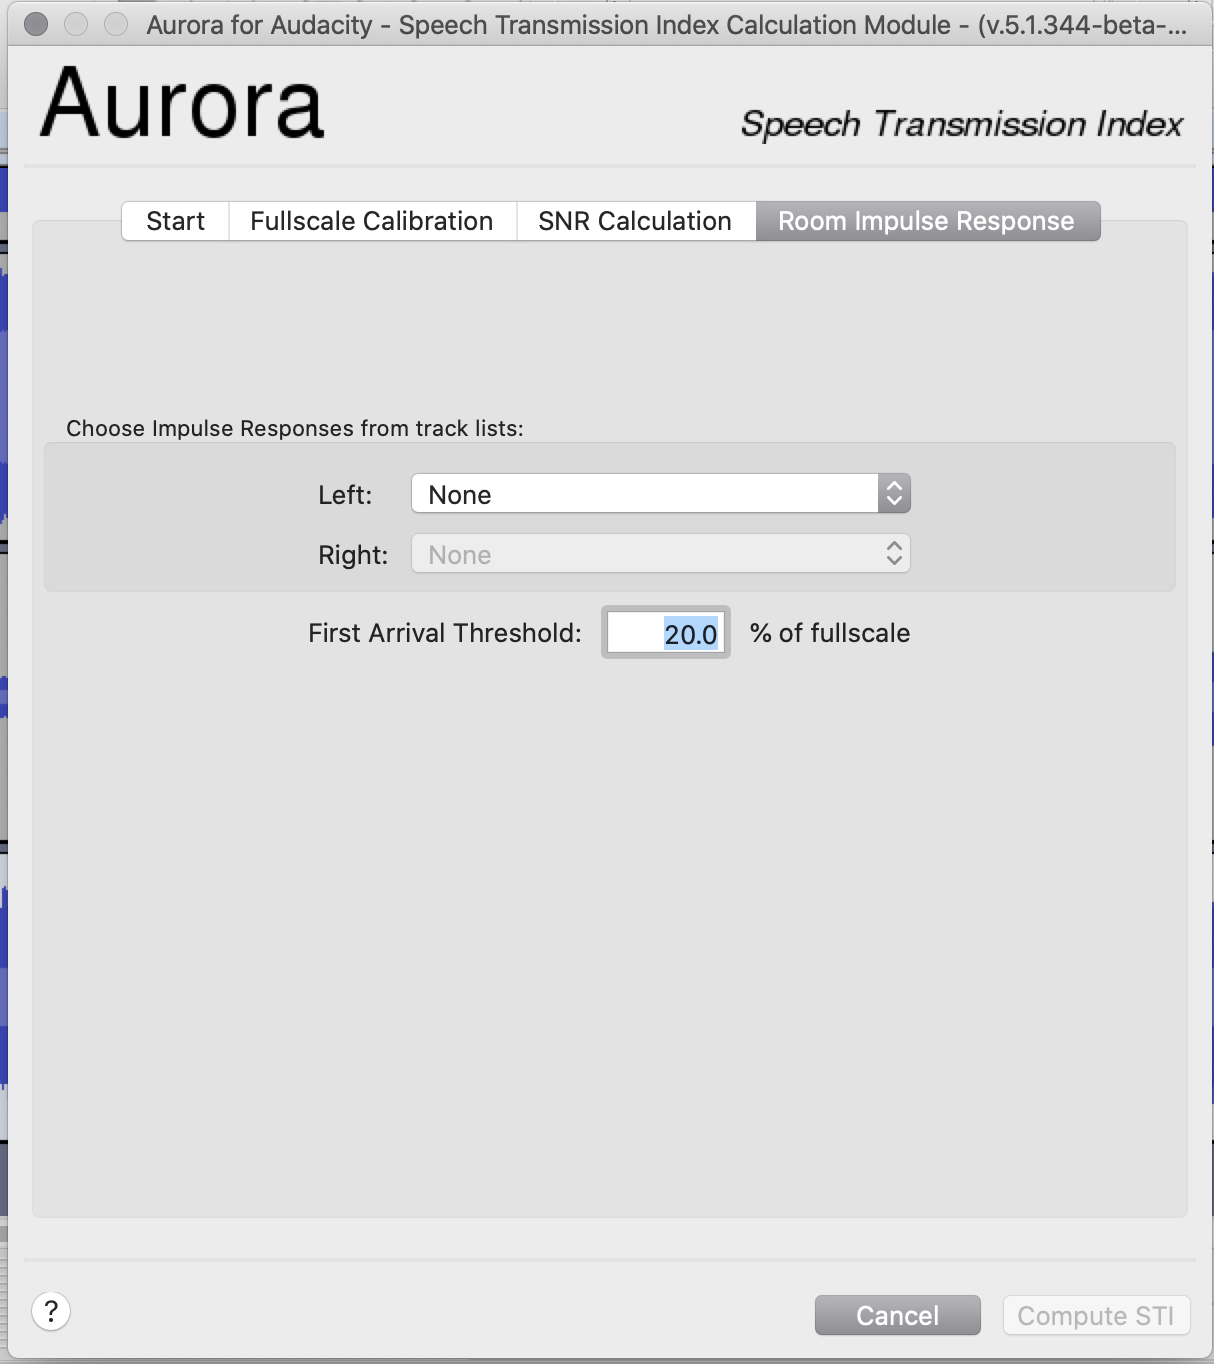 Aurora for Audacity - Speech Transmission Index Calculation Module - (v.5.1.344-beta-...
Aurora
Speech Transmission Index
Start Fullscale Calibration SNR Calculation Room Impulse Response
Choose Impulse Responses from track lists:
Left: None
Right: None
First Arrival Threshold: 20.0 % of fullscale
? Cancel Compute STI